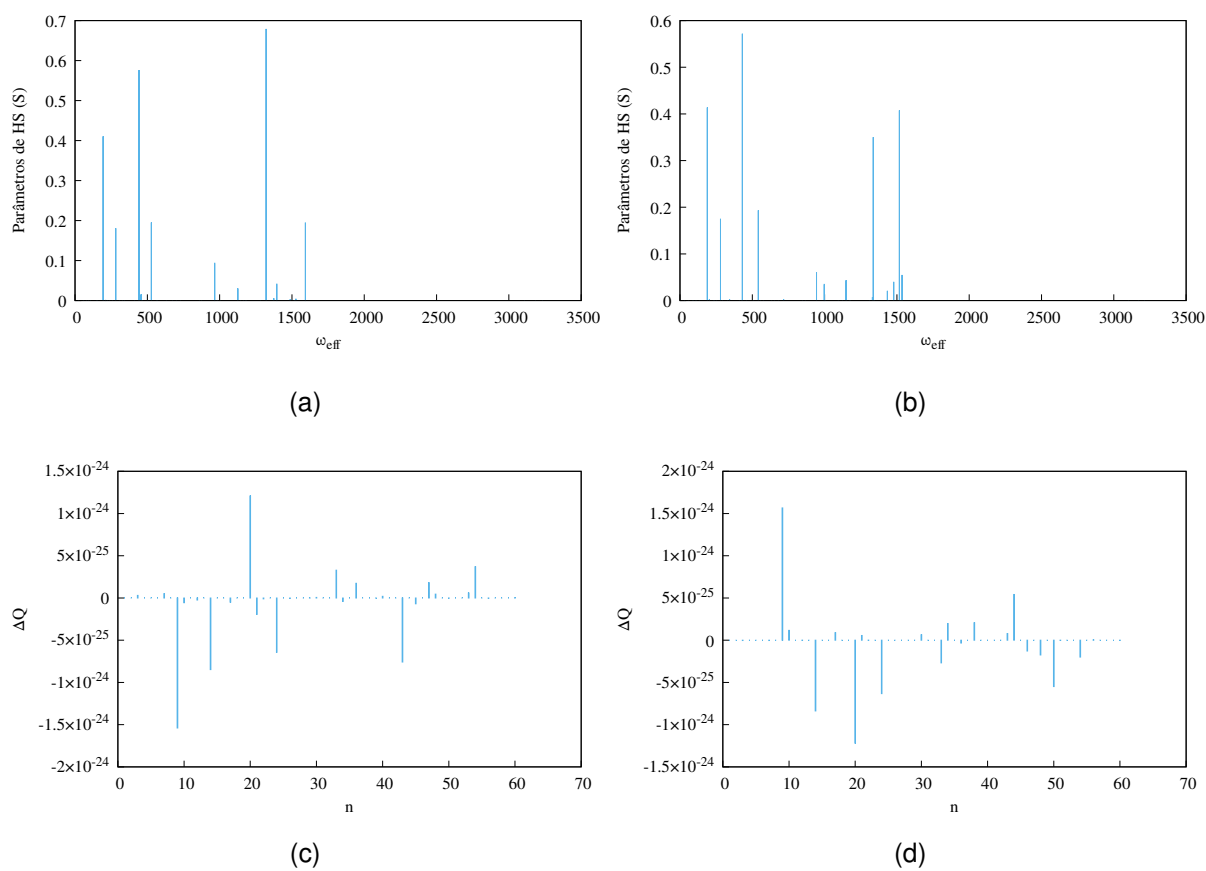 0.7
0.6
0.5
0.4
0.3
0.2
0.1
0
Parâmetros de HS (S)
0 500 1000 1500 2000 2500 3000 3500
ω_eff
(a)
0.6
0.5
0.4
0.3
0.2
0.1
0
Parâmetros de HS (S)
0 500 1000 1500 2000 2500 3000 3500
ω_eff
(b)
1.5×10⁻²⁴
1×10⁻²⁴
5×10⁻²⁵
0
-5×10⁻²⁵
-1×10⁻²⁴
-1.5×10⁻²⁴
-2×10⁻²⁴
ΔQ
0 10 20 30 40 50 60 70
n
(c)
2×10⁻²⁴
1.5×10⁻²⁴
1×10⁻²⁴
5×10⁻²⁵
0
-5×10⁻²⁵
-1×10⁻²⁴
-1.5×10⁻²⁴
ΔQ
0 10 20 30 40 50 60 70
n
(d)